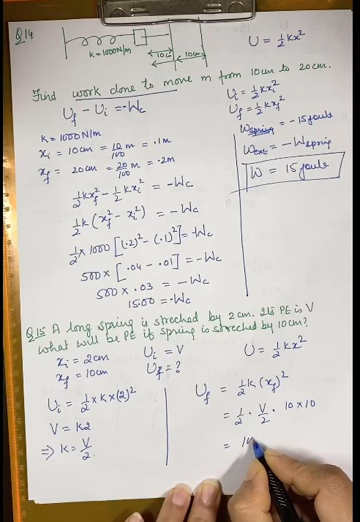 Q14
k=1000N/m
10cm
10cm
U = 1/2 kx²
Find work done to move m from 10cm to 20cm.
Uf - Ui = -Wc
k = 1000 N/m
xi = 10cm = 10/100 m = .1m
xf = 20cm = 20/100 m = .2m
1/2 kxf² - 1/2 kxi² = -Wc
1/2 k (xf² - xi²) = -Wc
1/2 × 1000 [(.2)² - (.1)²] = -Wc
500 × [.04 - .01] = -Wc
500 × .03 = -Wc
15.00 = -Wc
Ui = 1/2 kxi²
Uf = 1/2 kxf²
Wspring = -15 joule
Wext = -Wspring
W = 15 joule
Q15 A long spring is streched by 2cm. Its PE is V
what will be PE if spring is streched by 10cm?
xi = 2cm
xf = 10cm
Ui = V
Uf = ?
U = 1/2 kx²
Ui = 1/2 × k × (2)²
V = k2
⇒ k = V/2
Uf = 1/2 k (xf)²
= 1/2 · V/2 · 10 × 10
=